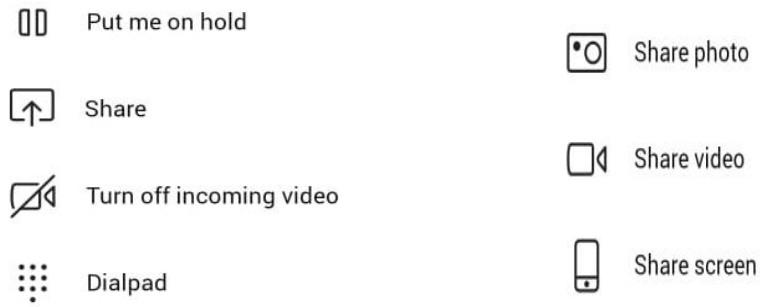 Put me on hold
Share
Turn off incoming video
Dialpad
Share photo
Share video
Share screen